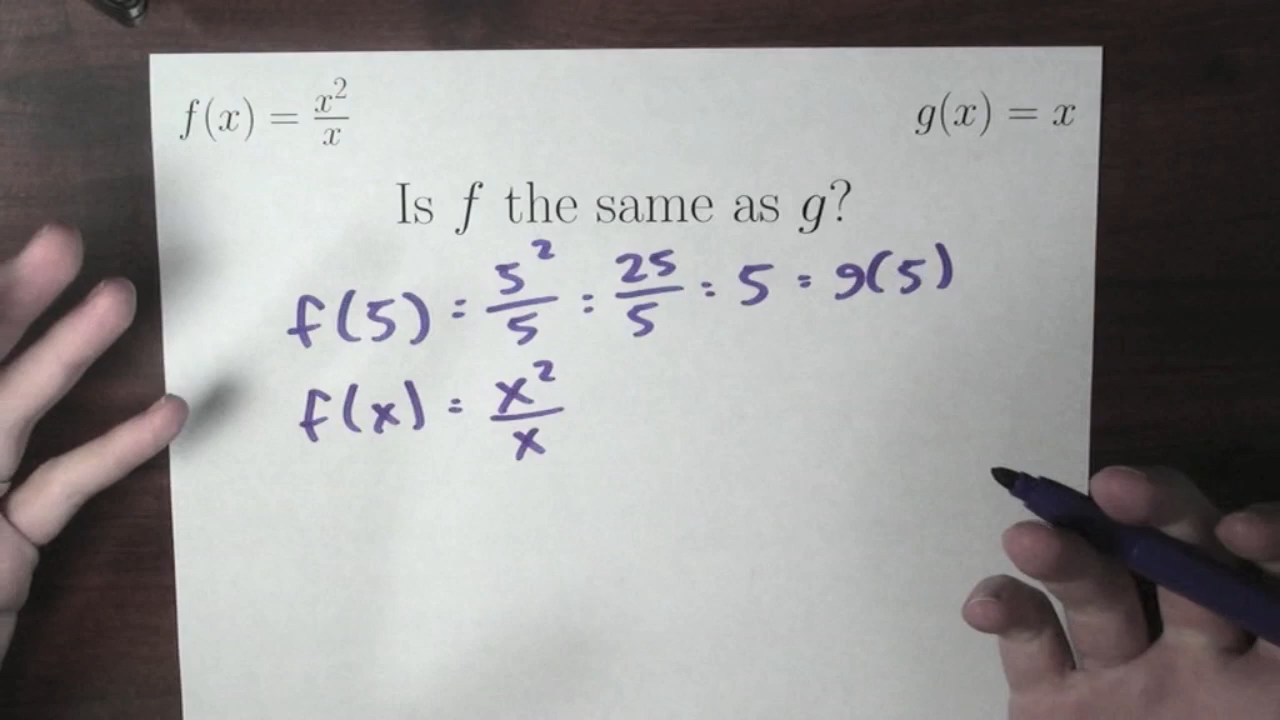 f(x) = x²/x
g(x) = x
Is f the same as g?
f(5) = 5²/5 = 25/5 = 5 = g(5)
f(x) = x²/x